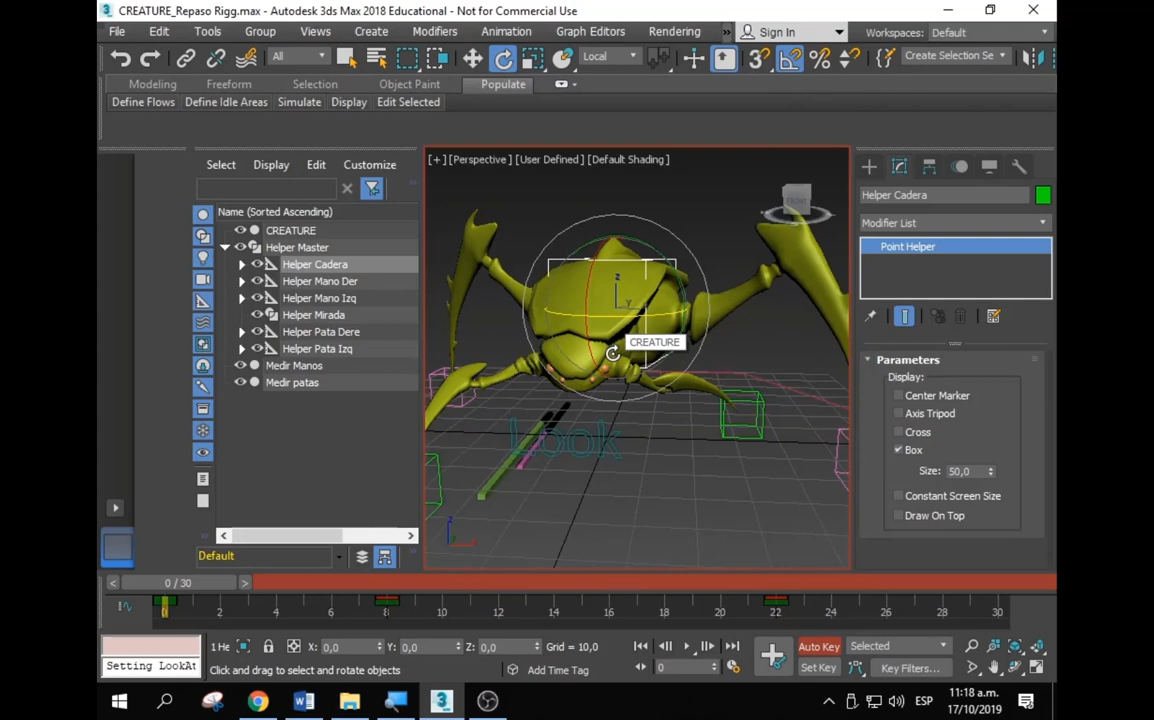 CREATURE_Repaso Rigg.max - Autodesk 3ds Max 2018 Educational - Not for Commercial Use
File Edit Tools Group Views Create Modifiers Animation Graph Editors Rendering » Sign In Workspaces: Default
All Local Create Selection Se
Modeling Freeform Selection Object Paint Populate
Define Flows Define Idle Areas Simulate Display Edit Selected
Select Display Edit Customize
Name (Sorted Ascending)
CREATURE
Helper Master
Helper Cadera
Helper Mano Der
Helper Mano Izq
Helper Mirada
Helper Pata Dere
Helper Pata Izq
Medir Manos
Medir patas
Default
[+] [Perspective] [User Defined] [Default Shading]
FRONT
z
y
CREATURE
Look
z
x
Helper Cadera
Modifier List
Point Helper
Parameters
Display:
Center Marker
Axis Tripod
Cross
Box
Size: 50,0
Constant Screen Size
Draw On Top
< 0 / 30 >
0 2 4 6 8 10 12 14 16 18 20 22 24 26 28 30
1 He X: 0,0 Y: 0,0 Z: 0,0 Grid = 10,0 Auto Key Selected
Setting LookAt Click and drag to select and rotate objects Add Time Tag 0 Set Key Key Filters...
ESP 11:18 a.m.
17/10/2019